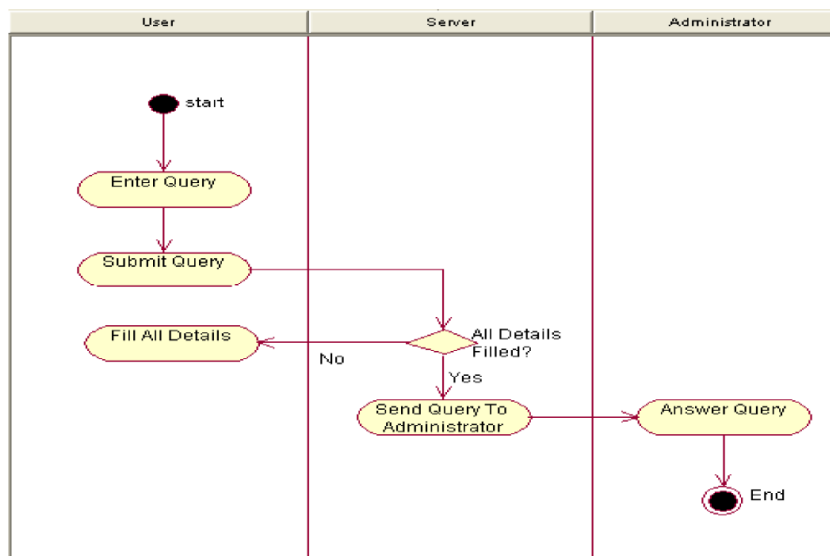 User
Server
Administrator
start
Enter Query
Submit Query
Fill All Details
All Details
Filled?
No
Yes
Send Query To
Administrator
Answer Query
End